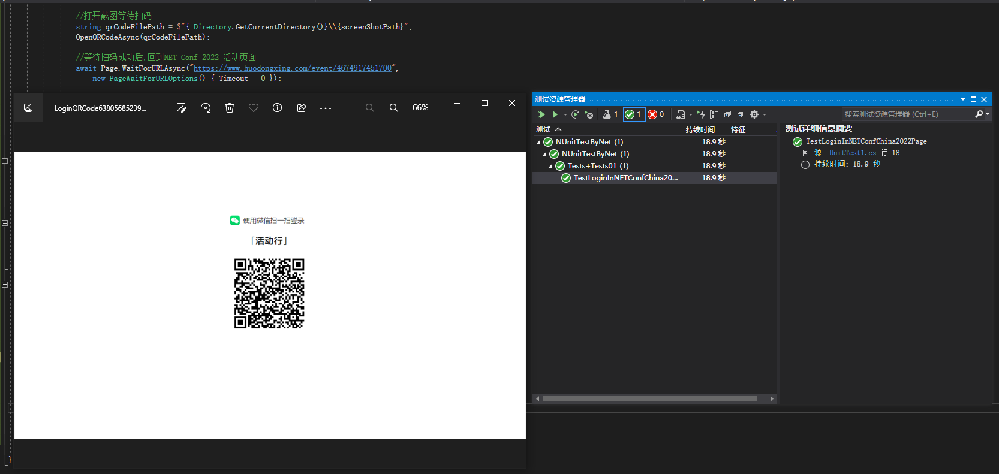 //打开截图等待扫码
string qrCodeFilePath = $"{ Directory.GetCurrentDirectory()}\\{screenShotPath}";
OpenQRCodeAsync(qrCodeFilePath);
//等待扫码成功后,回到NET Conf 2022 活动页面
await Page.WaitForURLAsync("https://www.huodongxing.com/event/4674917451700",
new PageWaitForURLOptions() { Timeout = 0 });
LoginQRCode63805685239...
66%
使用微信扫一扫登录
「活动行」
}
测试资源管理器
1 1 0
搜索测试资源管理器 (Ctrl+E)
测试 持续时间 特征
NUnitTestByNet (1) 18.9 秒
NUnitTestByNet (1) 18.9 秒
Tests+Tests01 (1) 18.9 秒
TestLoginInNETConfChina20... 18.9 秒
测试详细信息摘要
TestLoginInNETConfChina2022Page
源: UnitTest1.cs 行 18
持续时间: 18.9 秒